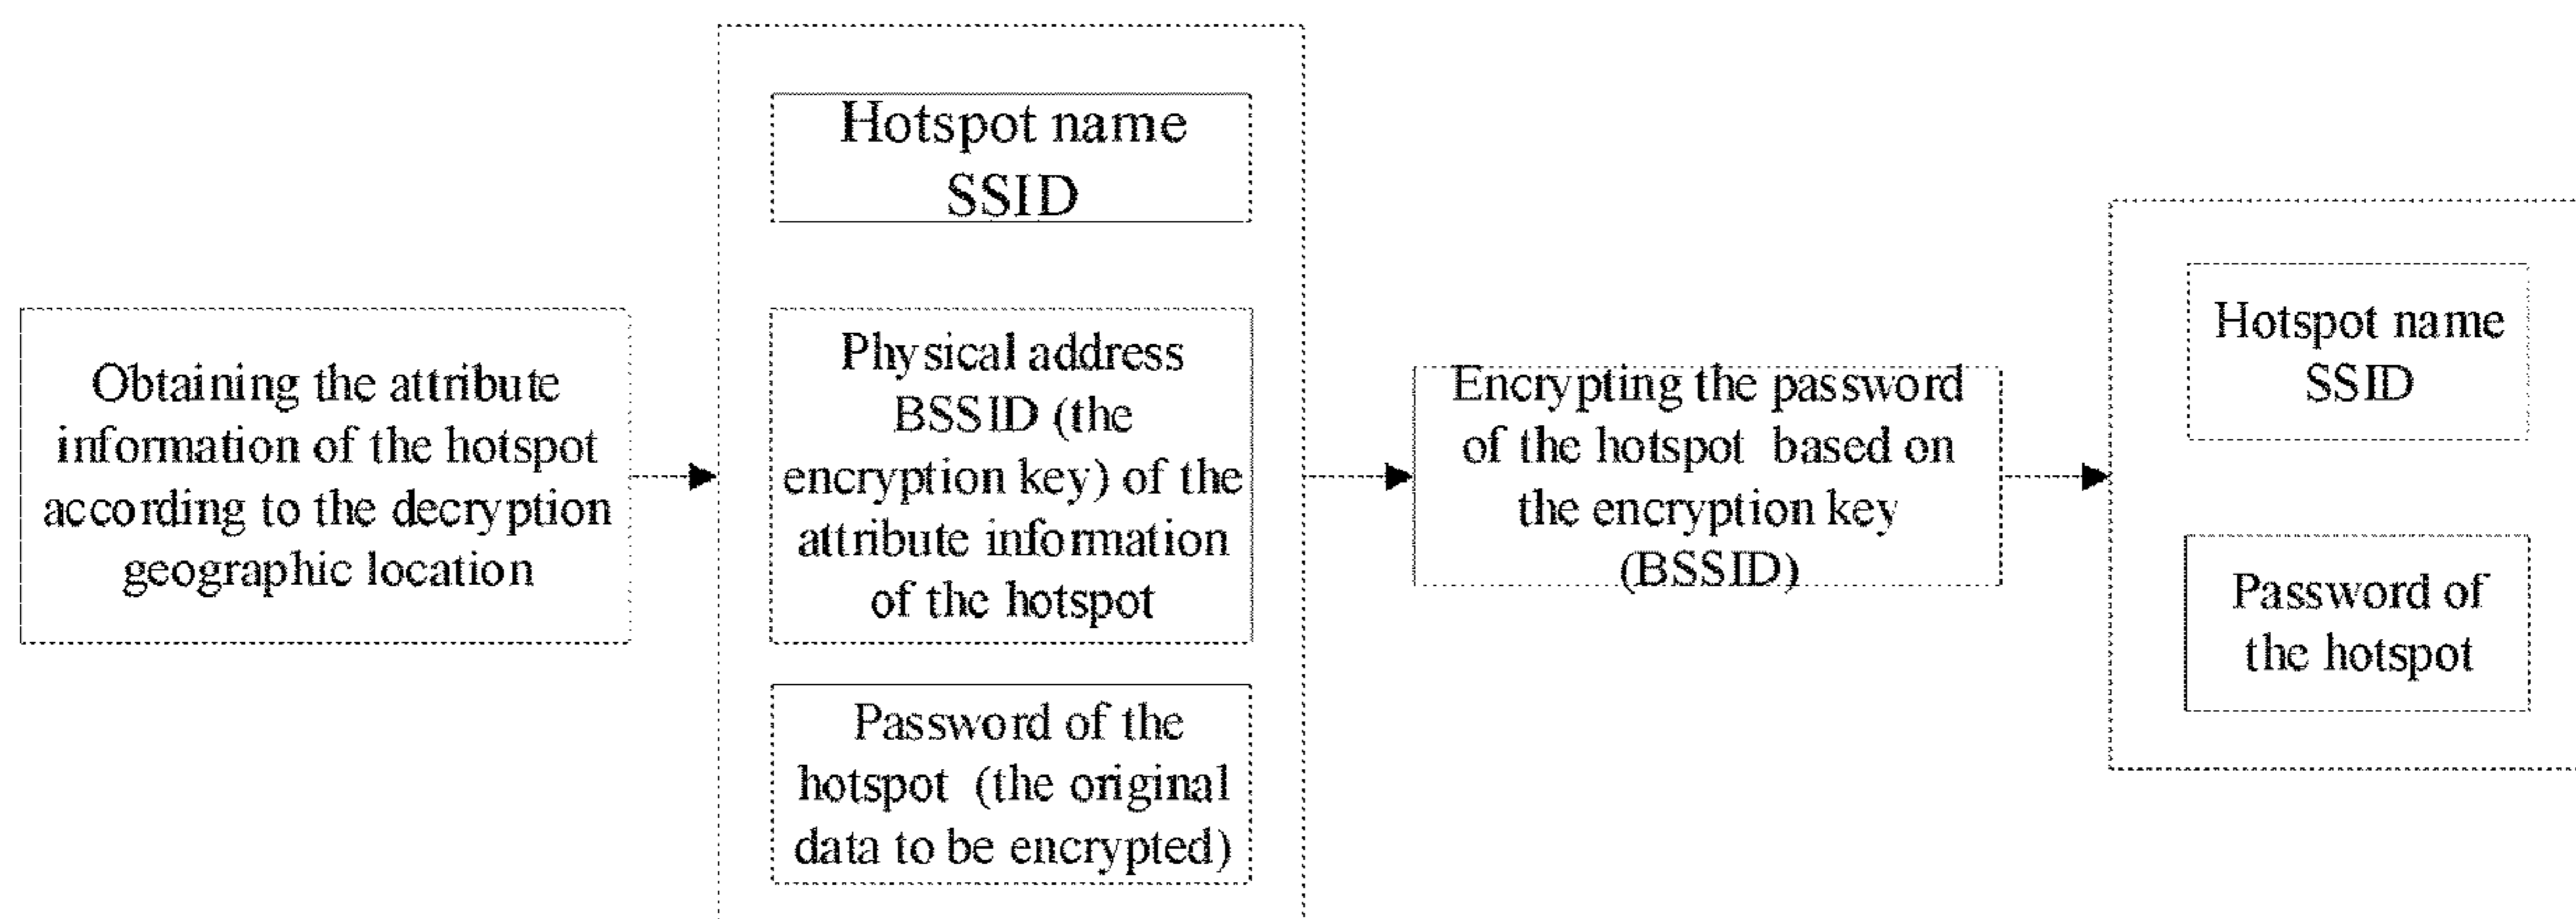 Obtaining the attribute
information of the hotspot
according to the decryption
geographic location
Hotspot name
SSID
Physical address
BSSID (the
encryption key) of the
attribute information
of the hotspot
Password of the
hotspot (the original
data to be encrypted)
Encrypting the password
of the hotspot based on
the encryption key
(BSSID)
Hotspot name
SSID
Password of
the hotspot